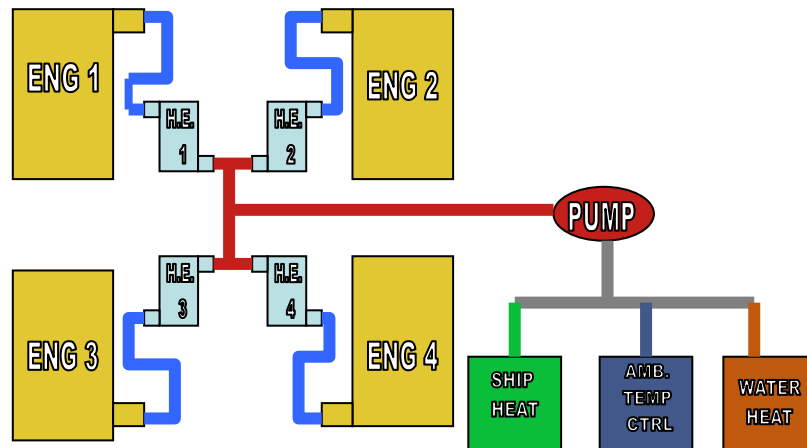 ENG 1
ENG 2
H.E.
1
H.E.
2
PUMP
H.E.
3
H.E.
4
ENG 3
ENG 4
SHIP
HEAT
AMB.
TEMP
CTRL
WATER
HEAT